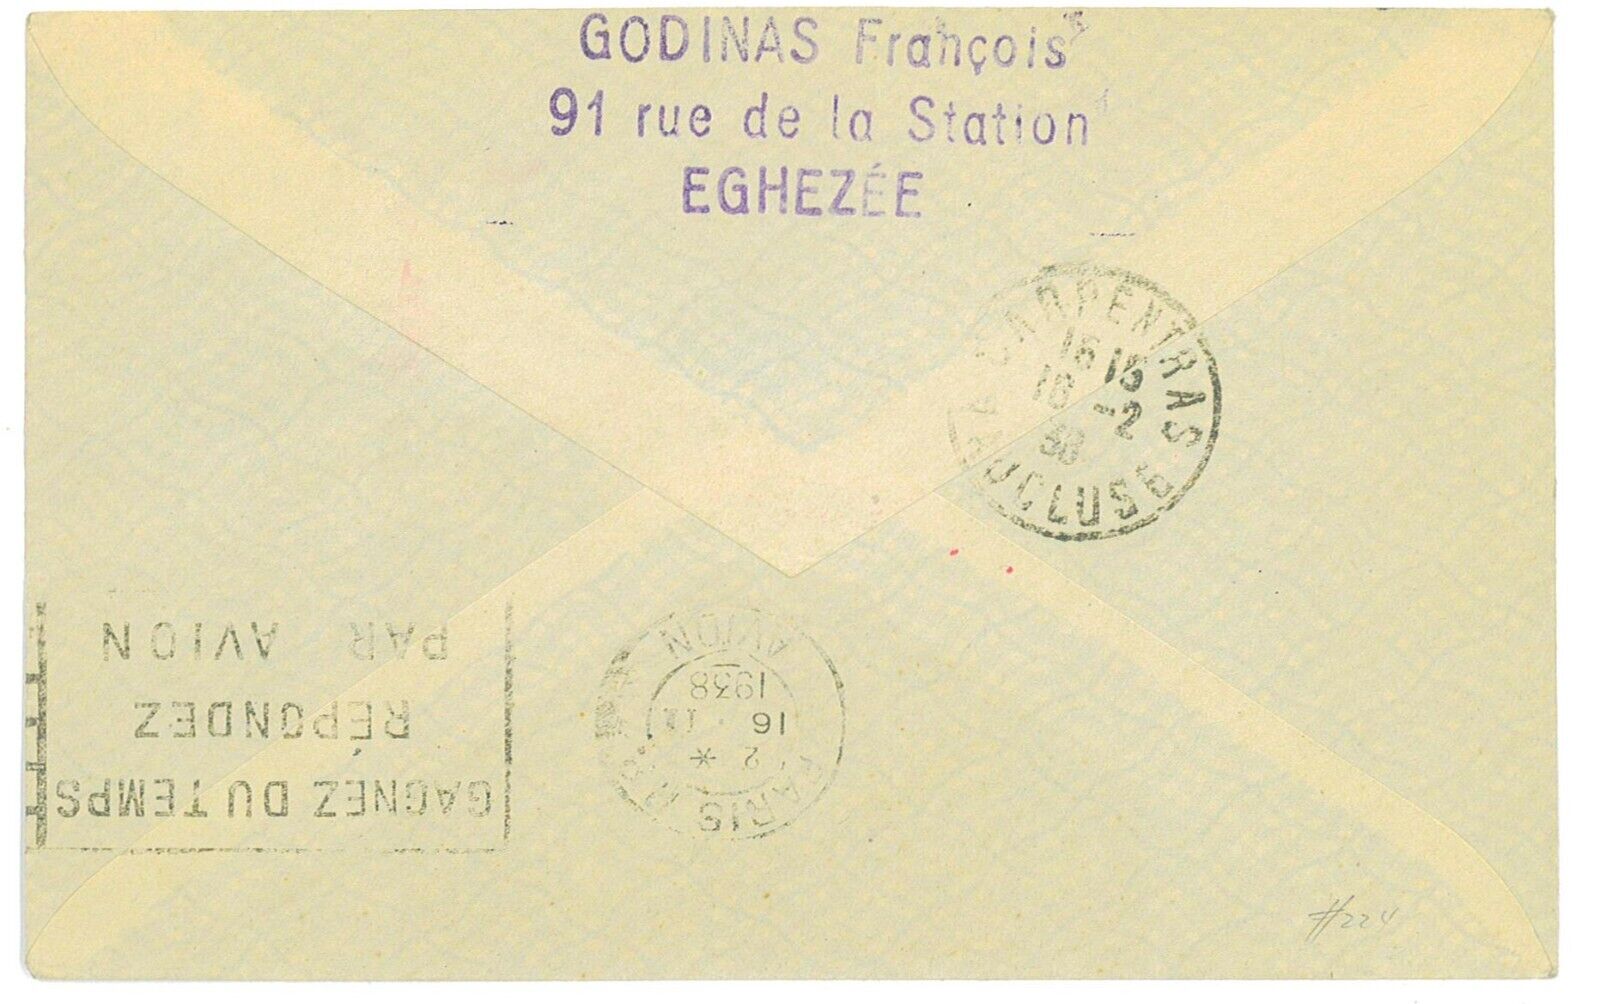 GODINAS François
91 rue de la Station
EGHEZÉE
CARPENTRAS
16 15
16 -2
38
VAUCLUSE
GAGNEZ DU TEMPS
RÉPONDEZ
PAR AVION
PARIS
2 *
16
1938
AVION
#224